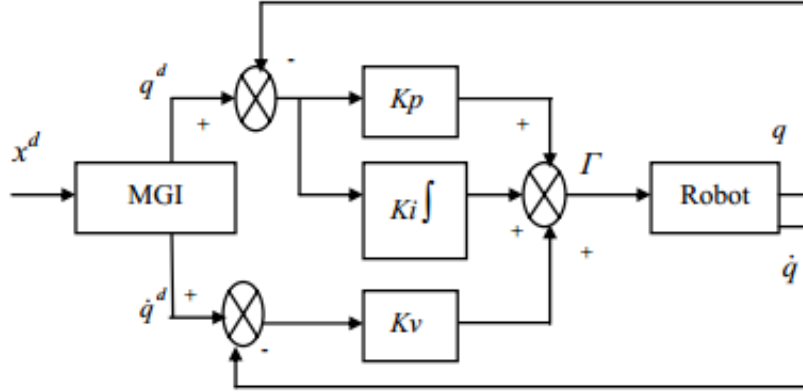 -
q^d
Kp
+
+
q
x^d
Γ
MGI
Ki ∫
Robot
+
+
q̇
q̇^d
+
Kv
-